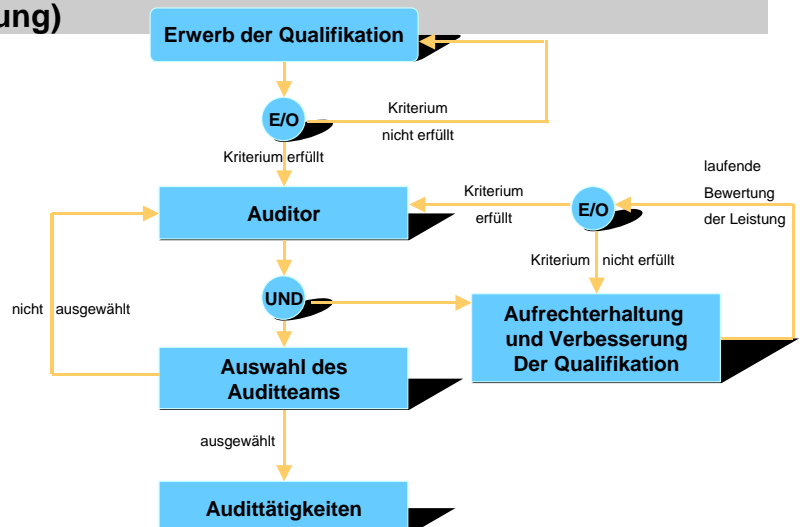 ung)
Erwerb der Qualifikation
E/O
Kriterium
nicht erfüllt
Kriterium erfüllt
Auditor
Kriterium
erfüllt
E/O
laufende
Bewertung
der Leistung
Kriterium nicht erfüllt
UND
nicht ausgewählt
Aufrechterhaltung
und Verbesserung
Der Qualifikation
Auswahl des
Auditteams
ausgewählt
Audittätigkeiten